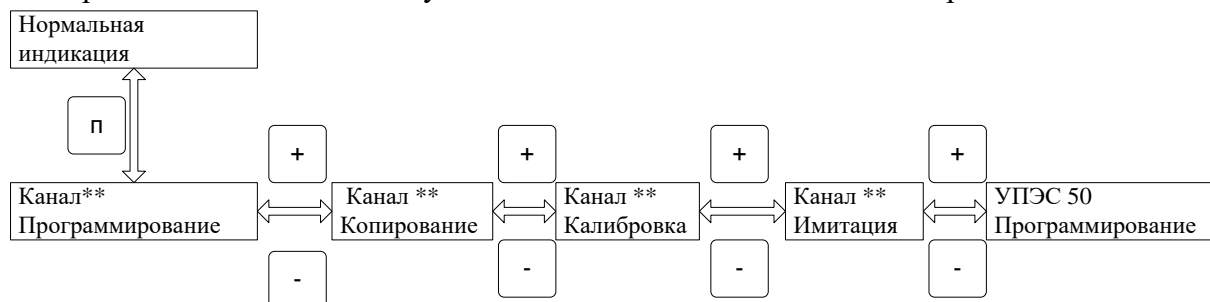 Нормальная
индикация
п
+ + + +
Канал** Канал ** Канал ** Канал ** УПЭС 50
Программирование Копирование Калибровка Имитация Программирование
- - - -